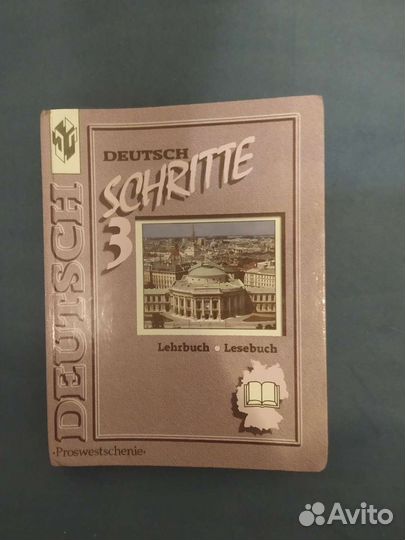 DEUTSCH
DEUTSCH
SCHRITTE
3
Lehrbuch • Lesebuch
•Proswestschenie•
Avito